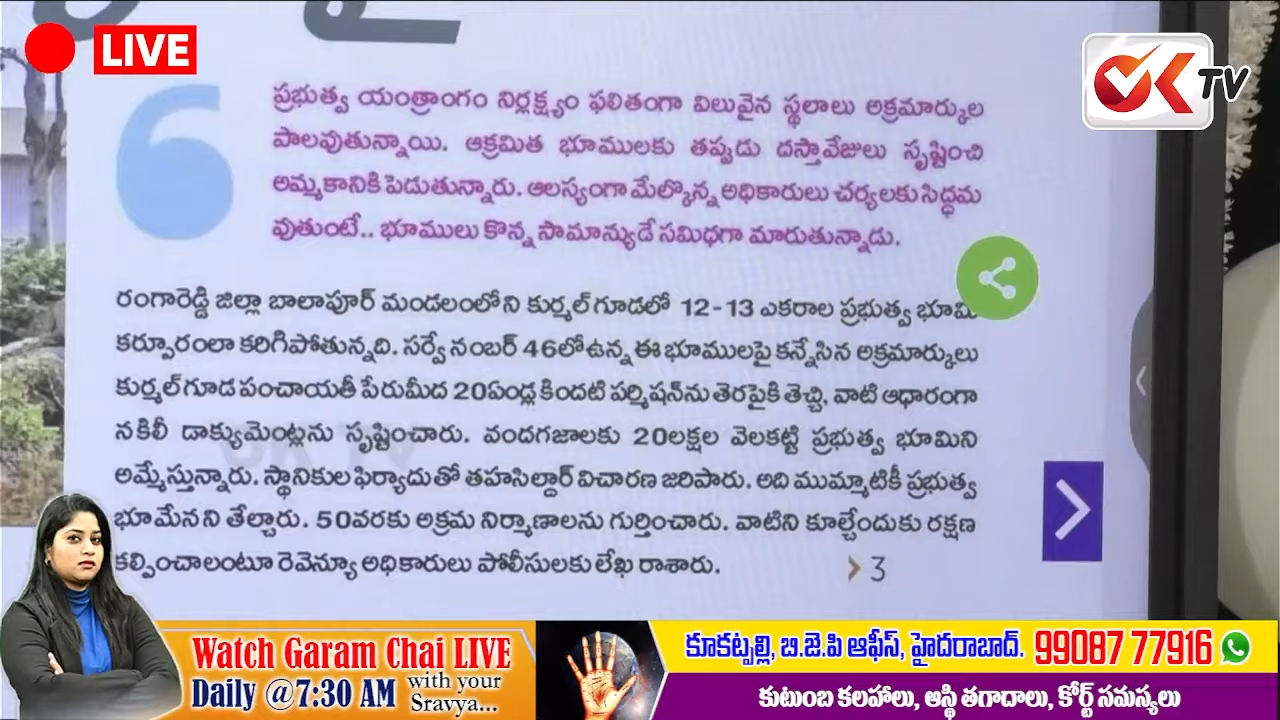 LIVE
OK TV
6
ప్రభుత్వ యంత్రాంగం నిర్లక్ష్యం ఫలితంగా విలువైన స్థలాలు అక్రమార్కుల
పాలవుతున్నాయి. ఆక్రమిత భూములకు తప్పుడు దస్తావేజులు సృష్టించి
అమ్మకానికి పెడుతున్నారు. ఆలస్యంగా మేల్కొన్న అధికారులు చర్యలకు సిద్ధమ
వుతుంటే.. భూములు కొన్న సామాన్యుడే సమిధగా మారుతున్నాడు.
రంగారెడ్డి జిల్లా బాలాపూర్ మండలంలోని కుర్మల్‌గూడలో 12-13 ఎకరాల ప్రభుత్వ భూమి
కర్పూరంలా కరిగిపోతున్నది. సర్వే నంబర్ 46లో ఉన్న ఈ భూములపై కన్నేసిన అక్రమార్కులు
కుర్మల్‌గూడ పంచాయతీ పేరుమీద 20ఏండ్ల కిందటి పర్మిషన్‌ను తెరపైకి తెచ్చి, వాటి ఆధారంగా
నకిలీ డాక్యుమెంట్లను సృష్టించారు. వందగజాలకు 20లక్షల వెలకట్టి ప్రభుత్వ భూమిని
అమ్మేస్తున్నారు. స్థానికుల ఫిర్యాదుతో తహసిల్దార్ విచారణ జరిపారు. అది ముమ్మాటికీ ప్రభుత్వ
భూమేనని తేల్చారు. 50వరకు అక్రమ నిర్మాణాలను గుర్తించారు. వాటిని కూల్చేందుకు రక్షణ
కల్పించాలంటూ రెవెన్యూ అధికారులు పోలీసులకు లేఖ రాశారు.
3
Watch Garam Chai LIVE
Daily @7:30 AM with your Sravya...
కూకట్పల్లి, బి.జె.పి ఆఫీస్, హైదరాబాద్. 99087 77916
కుటుంబ కలహాలు, ఆస్థి తగాదాలు, కోర్ట్ సమస్యలు